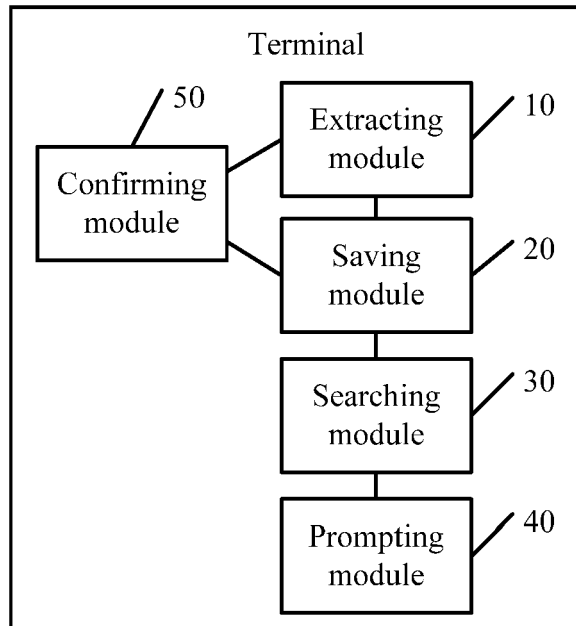 Terminal
50
Extracting
module
10
Confirming
module
Saving
module
20
Searching
module
30
Prompting
module
40